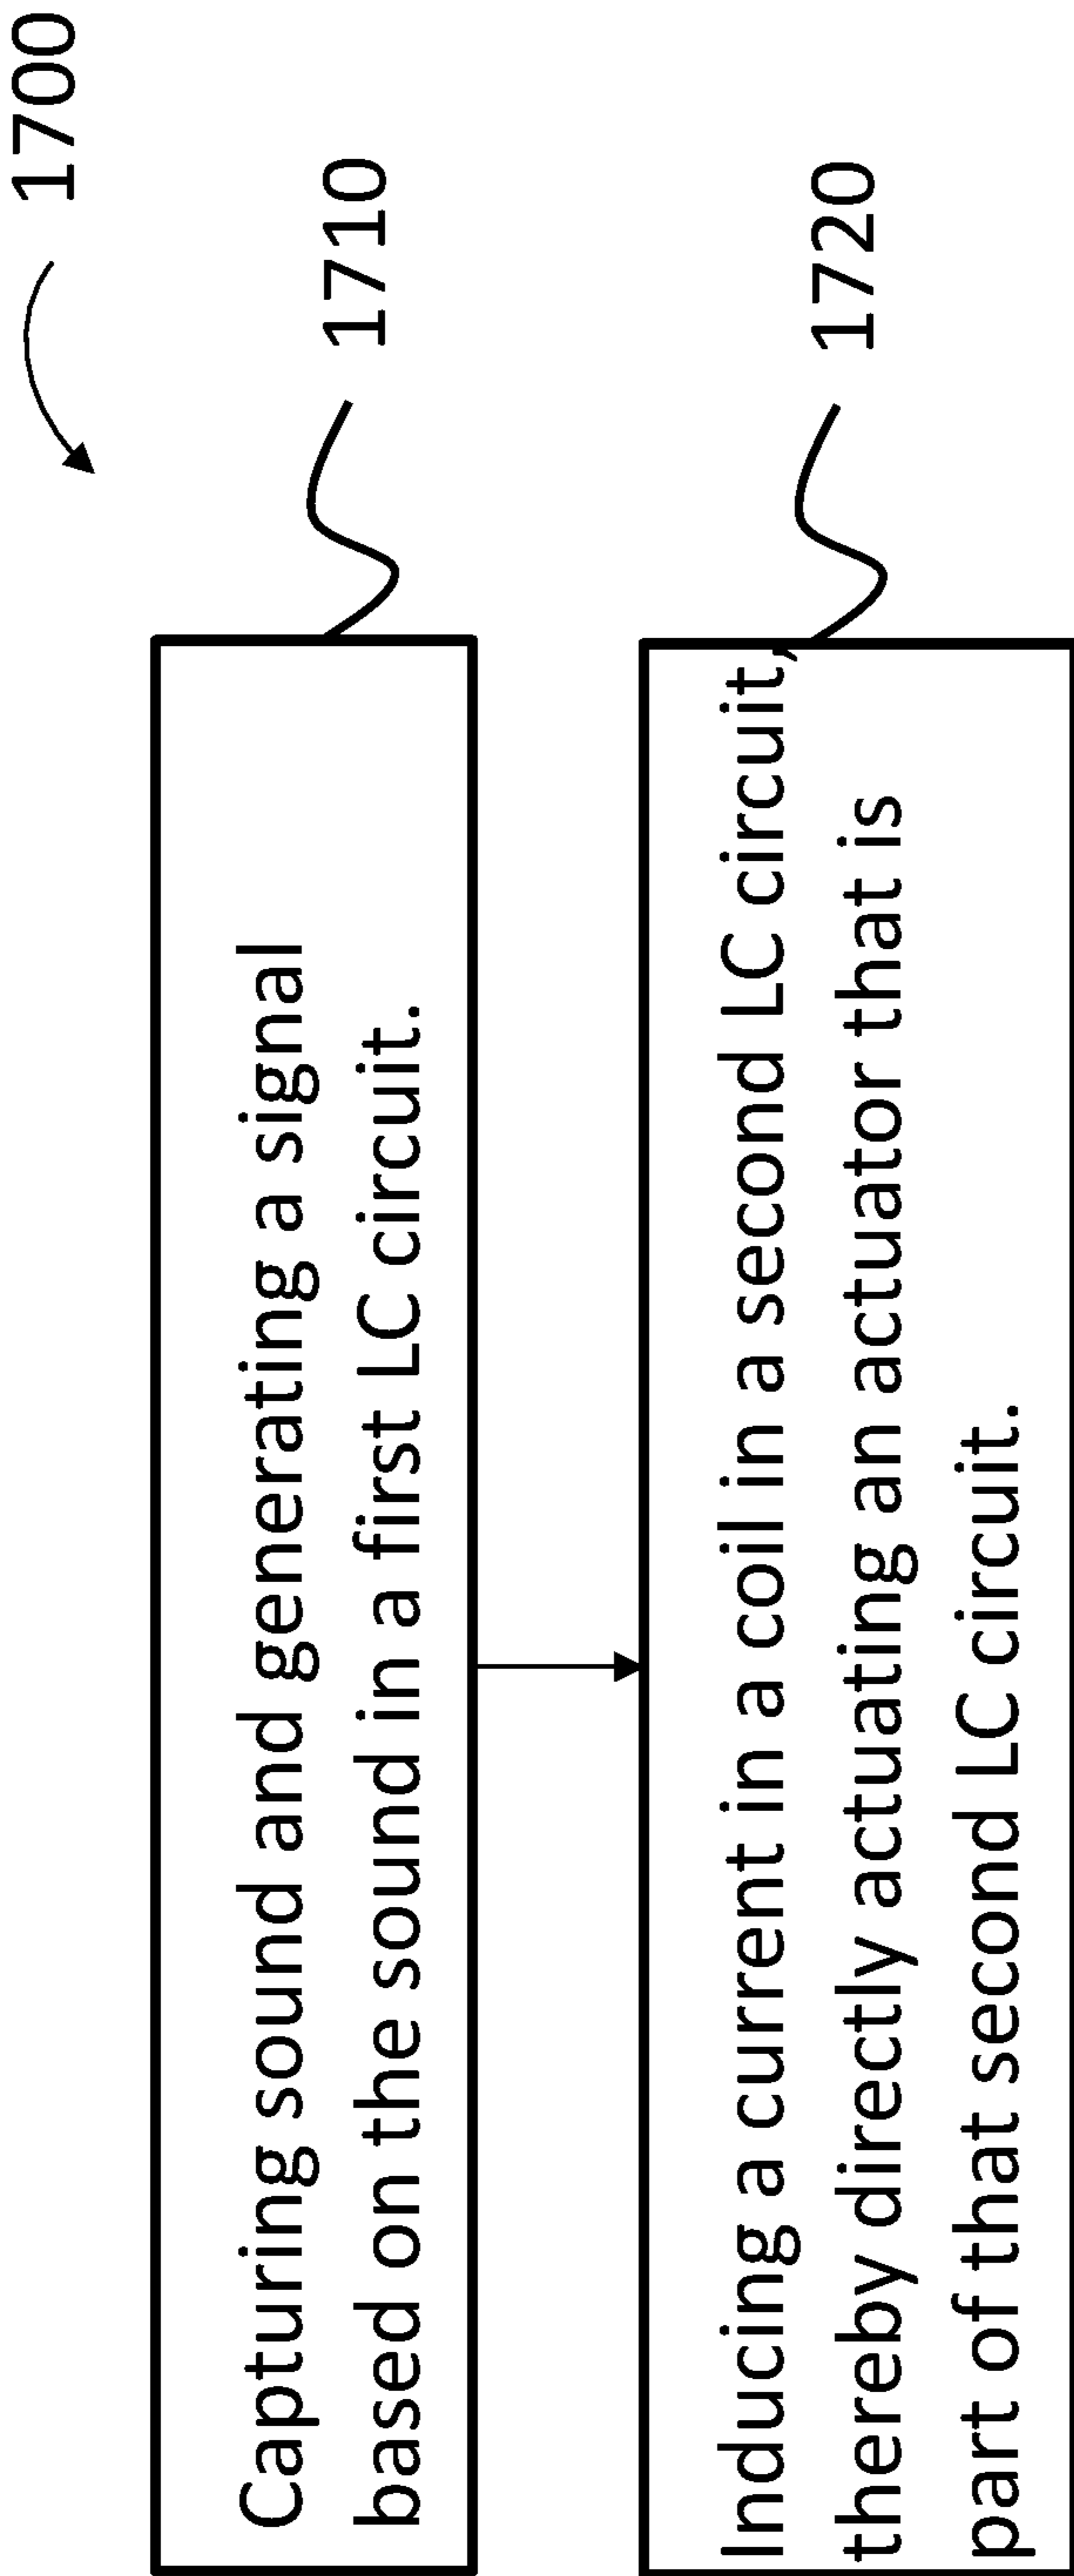 1700
Capturing sound and generating a signal
based on the sound in a first LC circuit.
1710
Inducing a current in a coil in a second LC circuit,
thereby directly actuating an actuator that is
part of that second LC circuit.
1720